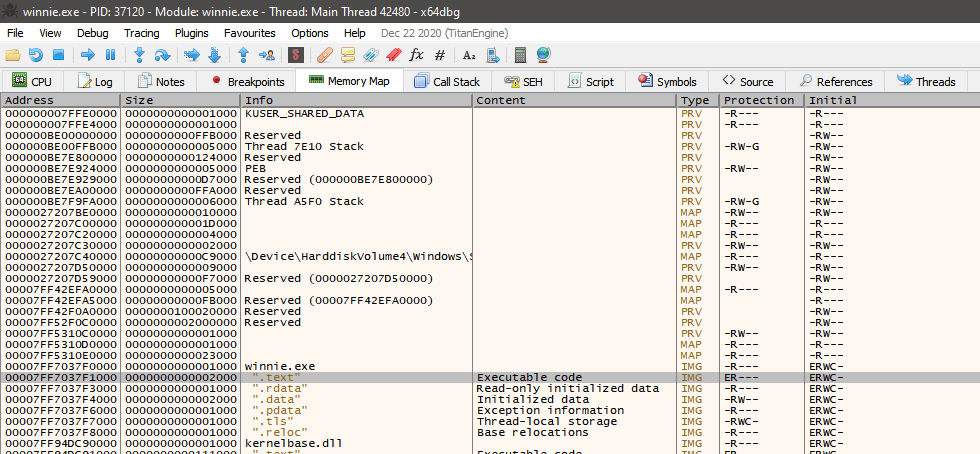 winnie.exe - PID: 37120 - Module: winnie.exe - Thread: Main Thread 42480 - x64dbg
File View Debug Tracing Plugins Favourites Options Help Dec 22 2020 (TitanEngine)
CPU Log Notes Breakpoints Memory Map Call Stack SEH Script Symbols Source References Threads
Address Size Info Content Type Protection Initial
000000007FFE0000 0000000000001000 KUSER_SHARED_DATA PRV -R--- -R---
000000007FFE4000 0000000000001000 PRV -R--- -R---
000000BE00000000 0000000000FFB000 Reserved PRV -RW--
000000BE00FFB000 0000000000005000 Thread 7E10 Stack PRV -RW-G -RW--
000000BE7E800000 0000000000124000 Reserved PRV -RW--
000000BE7E924000 0000000000005000 PEB PRV -RW-- -RW--
000000BE7E929000 00000000000D7000 Reserved (000000BE7E800000) PRV -RW--
000000BE7EA00000 0000000000FFA000 Reserved PRV -RW--
000000BE7F9FA000 0000000000006000 Thread A5F0 Stack PRV -RW-G -RW--
0000027207BE0000 0000000000010000 MAP -RW-- -RW--
0000027207C00000 000000000001D000 MAP -R--- -R---
0000027207C20000 0000000000004000 MAP -R--- -R---
0000027207C30000 0000000000002000 PRV -RW-- -RW--
0000027207C40000 00000000000C9000 \Device\HarddiskVolume4\Windows\S MAP -R--- -R---
0000027207D50000 0000000000009000 PRV -RW-- -RW--
0000027207D59000 00000000000F7000 Reserved (0000027207D50000) PRV -RW--
00007FF42EFA0000 0000000000005000 MAP -R--- -R---
00007FF42EFA5000 00000000000FB000 Reserved (00007FF42EFA0000) MAP -R---
00007FF42F0A0000 0000000100020000 Reserved PRV -RW--
00007FF52F0C0000 0000000002000000 Reserved PRV -RW--
00007FF5310C0000 0000000000001000 PRV -RW-- -RW--
00007FF5310D0000 0000000000001000 MAP -R--- -R---
00007FF5310E0000 0000000000023000 MAP -R--- -R---
00007FF7037F0000 0000000000001000 winnie.exe IMG -R--- ERWC-
00007FF7037F1000 0000000000002000 ".text" Executable code IMG ER--- ERWC-
00007FF7037F3000 0000000000001000 ".rdata" Read-only initialized data IMG -R--- ERWC-
00007FF7037F4000 0000000000002000 ".data" Initialized data IMG -RW-- ERWC-
00007FF7037F6000 0000000000001000 ".pdata" Exception information IMG -R--- ERWC-
00007FF7037F7000 0000000000001000 ".tls" Thread-local storage IMG -RWC- ERWC-
00007FF7037F8000 0000000000001000 ".reloc" Base relocations IMG -R--- ERWC-
00007FF94DC90000 0000000000001000 kernelbase.dll IMG -R--- ERWC-